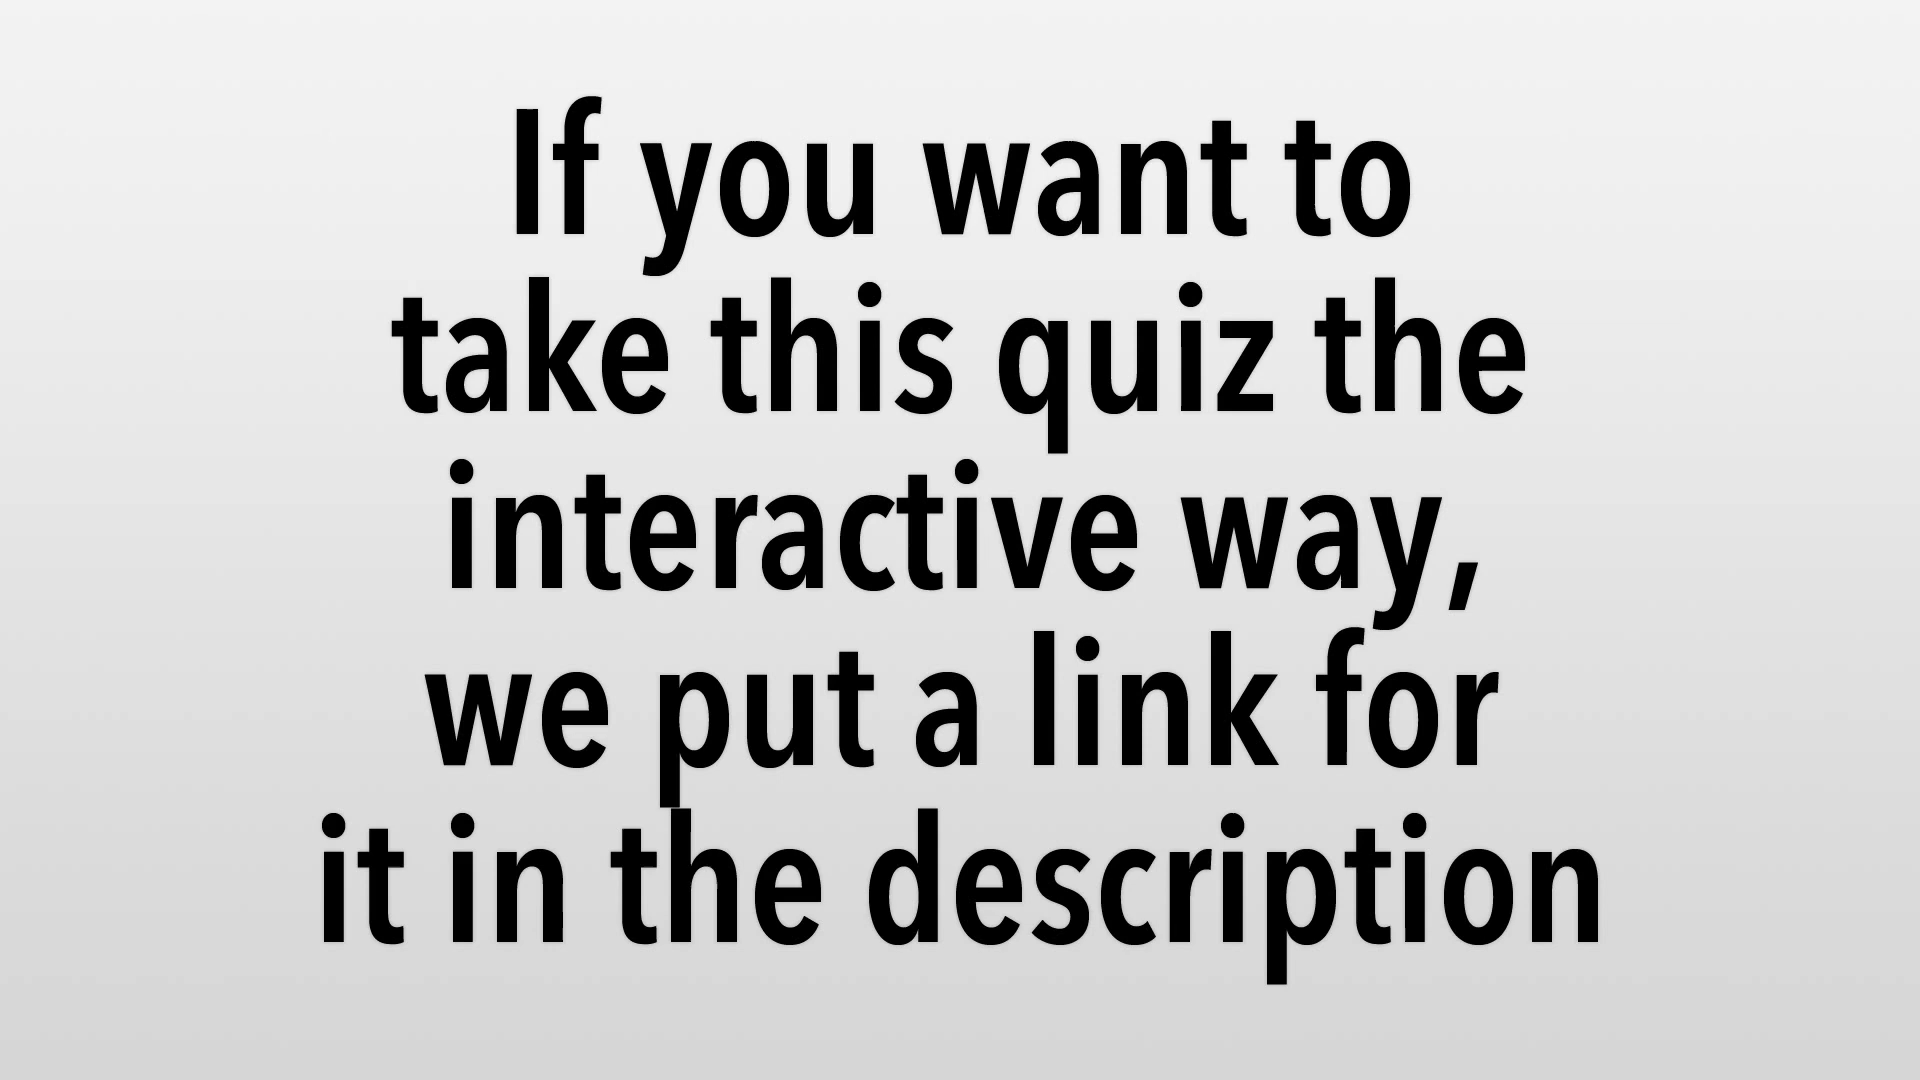 If you want to
take this quiz the
interactive way,
we put a link for
it in the description